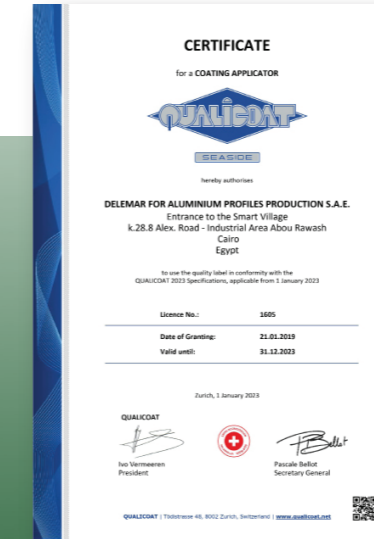 CERTIFICATE
for a COATING APPLICATOR
QUALICOAT
SEASIDE
hereby authorises
DELEMAR FOR ALUMINIUM PROFILES PRODUCTION S.A.E.
Entrance to the Smart Village
k.28.8 Alex. Road - Industrial Area Abou Rawash
Cairo
Egypt
to use the quality label in conformity with the
QUALICOAT 2023 Specifications, applicable from 1 January 2023
Licence No.: 1605
Date of Granting: 21.01.2019
Valid until: 31.12.2023
Zurich, 1 January 2023
QUALICOAT
Ivo Vermeeren
President
Pascale Bellot
Secretary General
QUALICOAT | Tödistrasse 48, 8002 Zurich, Switzerland | www.qualicoat.net